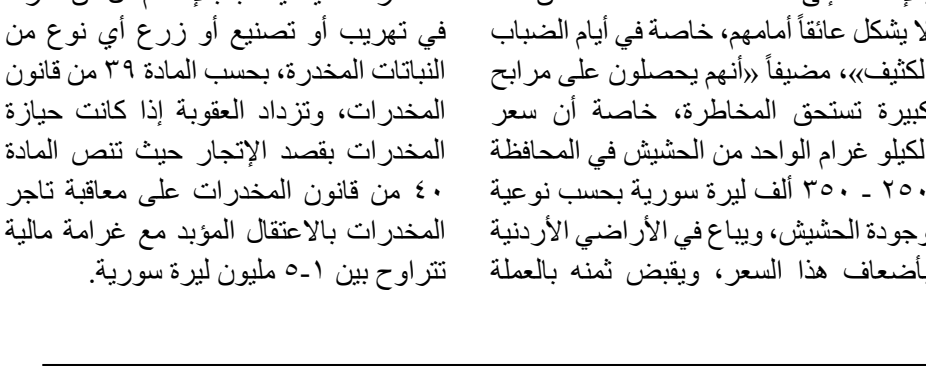 لا يشكل عائقاً أمامهم، خاصة في أيام الضباب
الكثيف»، مضيفاً «أنهم يحصلون على مرابح
كبيرة تستحق المخاطرة، خاصة أن سعر
الكيلو غرام الواحد من الحشيش في المحافظة
٢٥٠ - ٣٥٠ ألف ليرة سورية بحسب نوعية
وجودة الحشيش، ويباع في الأراضي الأردنية
بأضعاف هذا السعر، ويقبض ثمنه بالعملة
في تهريب أو تصنيع أو زرع أي نوع من
النباتات المخدرة، بحسب المادة ٣٩ من قانون
المخدرات، وتزداد العقوبة إذا كانت حيازة
المخدرات بقصد الإتجار حيث تنص المادة
٤٠ من قانون المخدرات على معاقبة تاجر
المخدرات بالاعتقال المؤبد مع غرامة مالية
تتراوح بين ١-٥ مليون ليرة سورية.